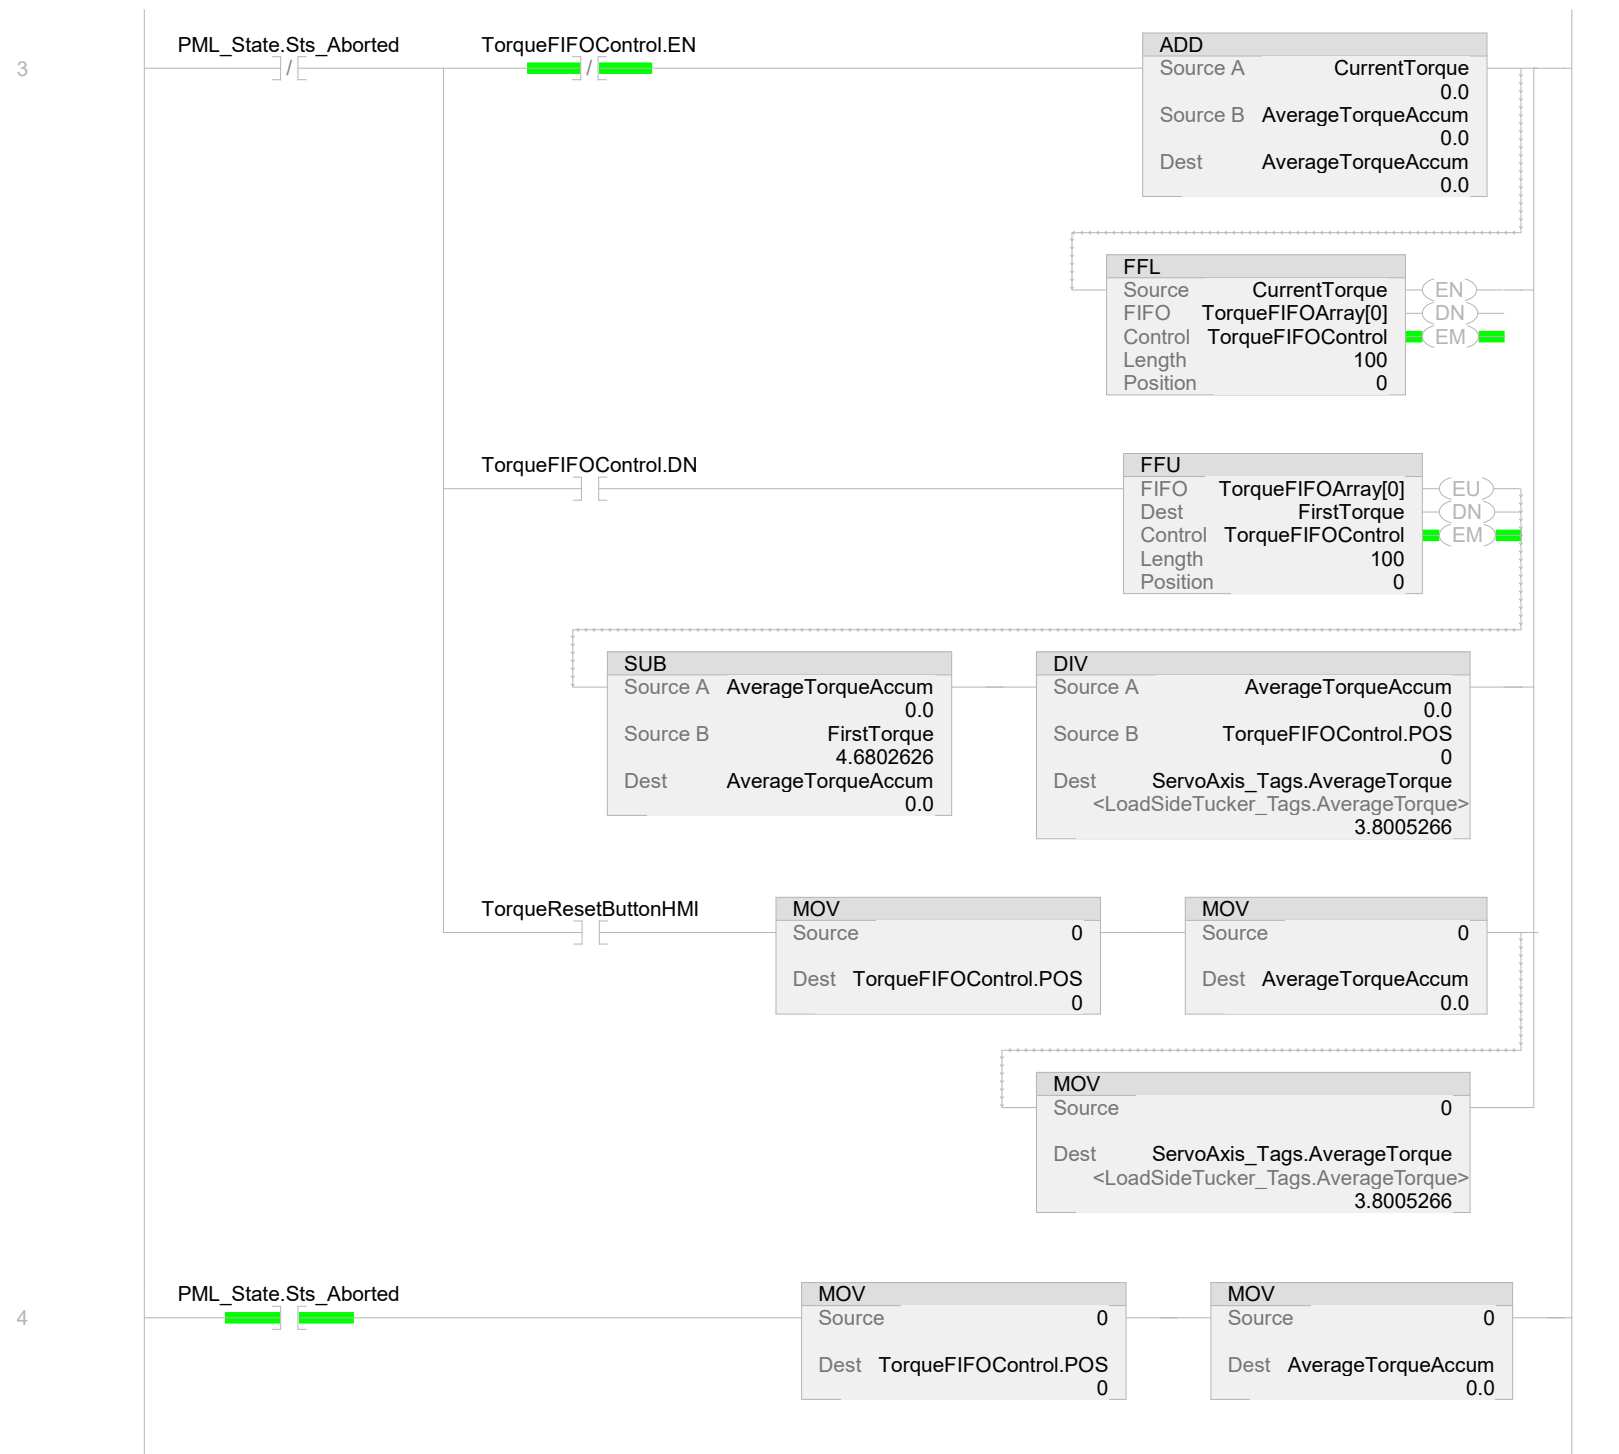 3
PML_State.Sts_Aborted
/
TorqueFIFOControl.EN
/
ADD
Source A CurrentTorque
0.0
Source B AverageTorqueAccum
0.0
Dest AverageTorqueAccum
0.0
FFL
Source CurrentTorque
FIFO TorqueFIFOArray[0]
Control TorqueFIFOControl
Length 100
Position 0
EN
DN
EM
TorqueFIFOControl.DN
FFU
FIFO TorqueFIFOArray[0]
Dest FirstTorque
Control TorqueFIFOControl
Length 100
Position 0
EU
DN
EM
SUB
Source A AverageTorqueAccum
0.0
Source B FirstTorque
4.6802626
Dest AverageTorqueAccum
0.0
DIV
Source A AverageTorqueAccum
0.0
Source B TorqueFIFOControl.POS
0
Dest ServoAxis_Tags.AverageTorque
<LoadSideTucker_Tags.AverageTorque>
3.8005266
TorqueResetButtonHMI
MOV
Source 0
Dest TorqueFIFOControl.POS
0
MOV
Source 0
Dest AverageTorqueAccum
0.0
MOV
Source 0
Dest ServoAxis_Tags.AverageTorque
<LoadSideTucker_Tags.AverageTorque>
3.8005266
4
PML_State.Sts_Aborted
MOV
Source 0
Dest TorqueFIFOControl.POS
0
MOV
Source 0
Dest AverageTorqueAccum
0.0